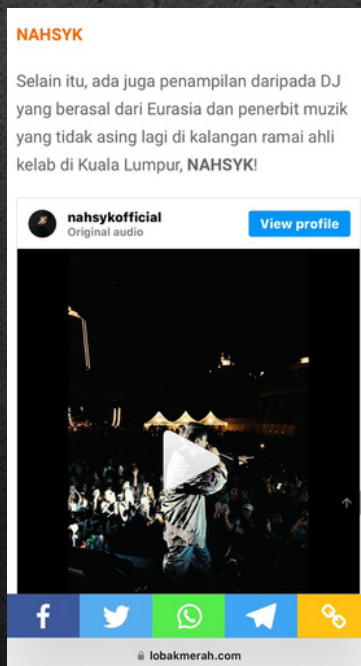 NAHSYK
Selain itu, ada juga penampilan daripada DJ
yang berasal dari Eurasia dan penerbit muzik
yang tidak asing lagi di kalangan ramai ahli
kelab di Kuala Lumpur, NAHSYK!
nahsykofficial
Original audio
View profile
lobakmerah.com